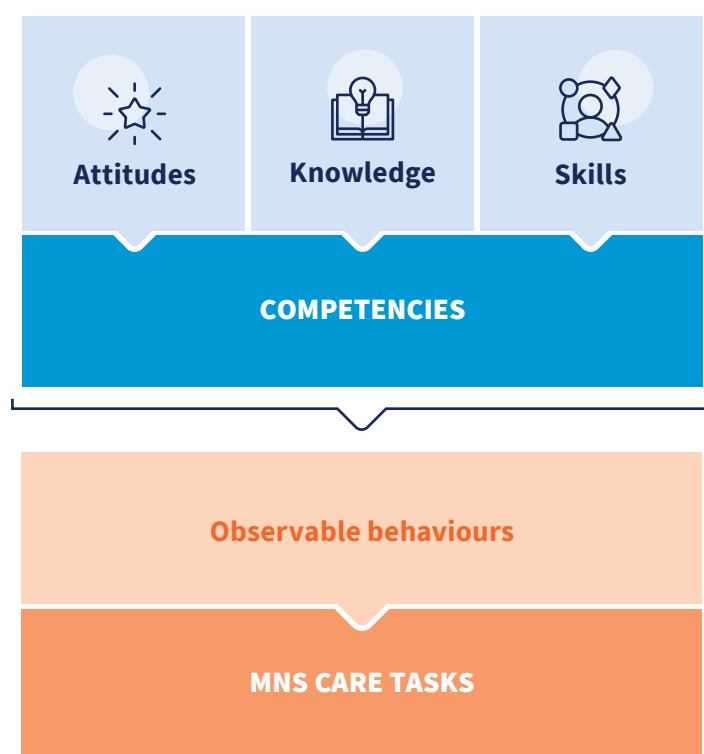 Attitudes
Knowledge
Skills
COMPETENCIES
Observable behaviours
MNS CARE TASKS